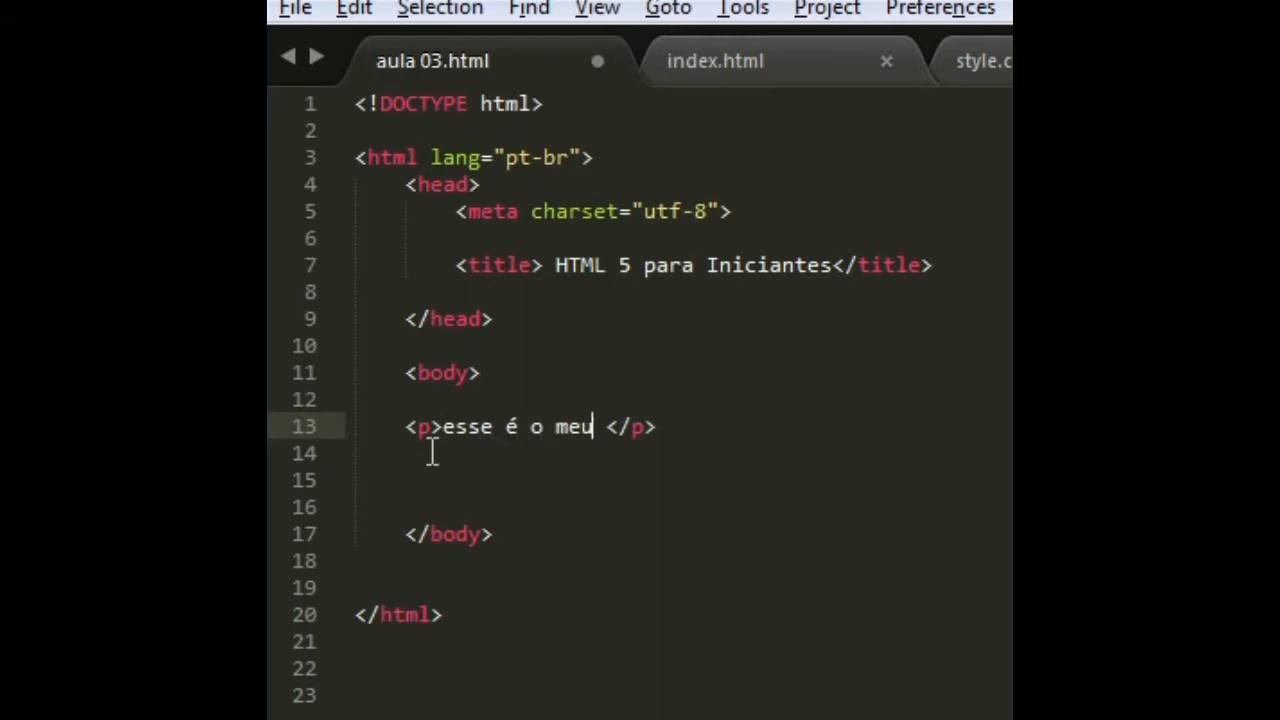 File Edit Selection Find View Goto Tools Project Preferences
aula 03.html index.html × style.c
1 <!DOCTYPE html>
2
3 <html lang="pt-br">
4 <head>
5 <meta charset="utf-8">
6
7 <title> HTML 5 para Iniciantes</title>
8
9 </head>
10
11 <body>
12
13 <p>esse é o meu </p>
14
15
16
17 </body>
18
19
20 </html>
21
22
23